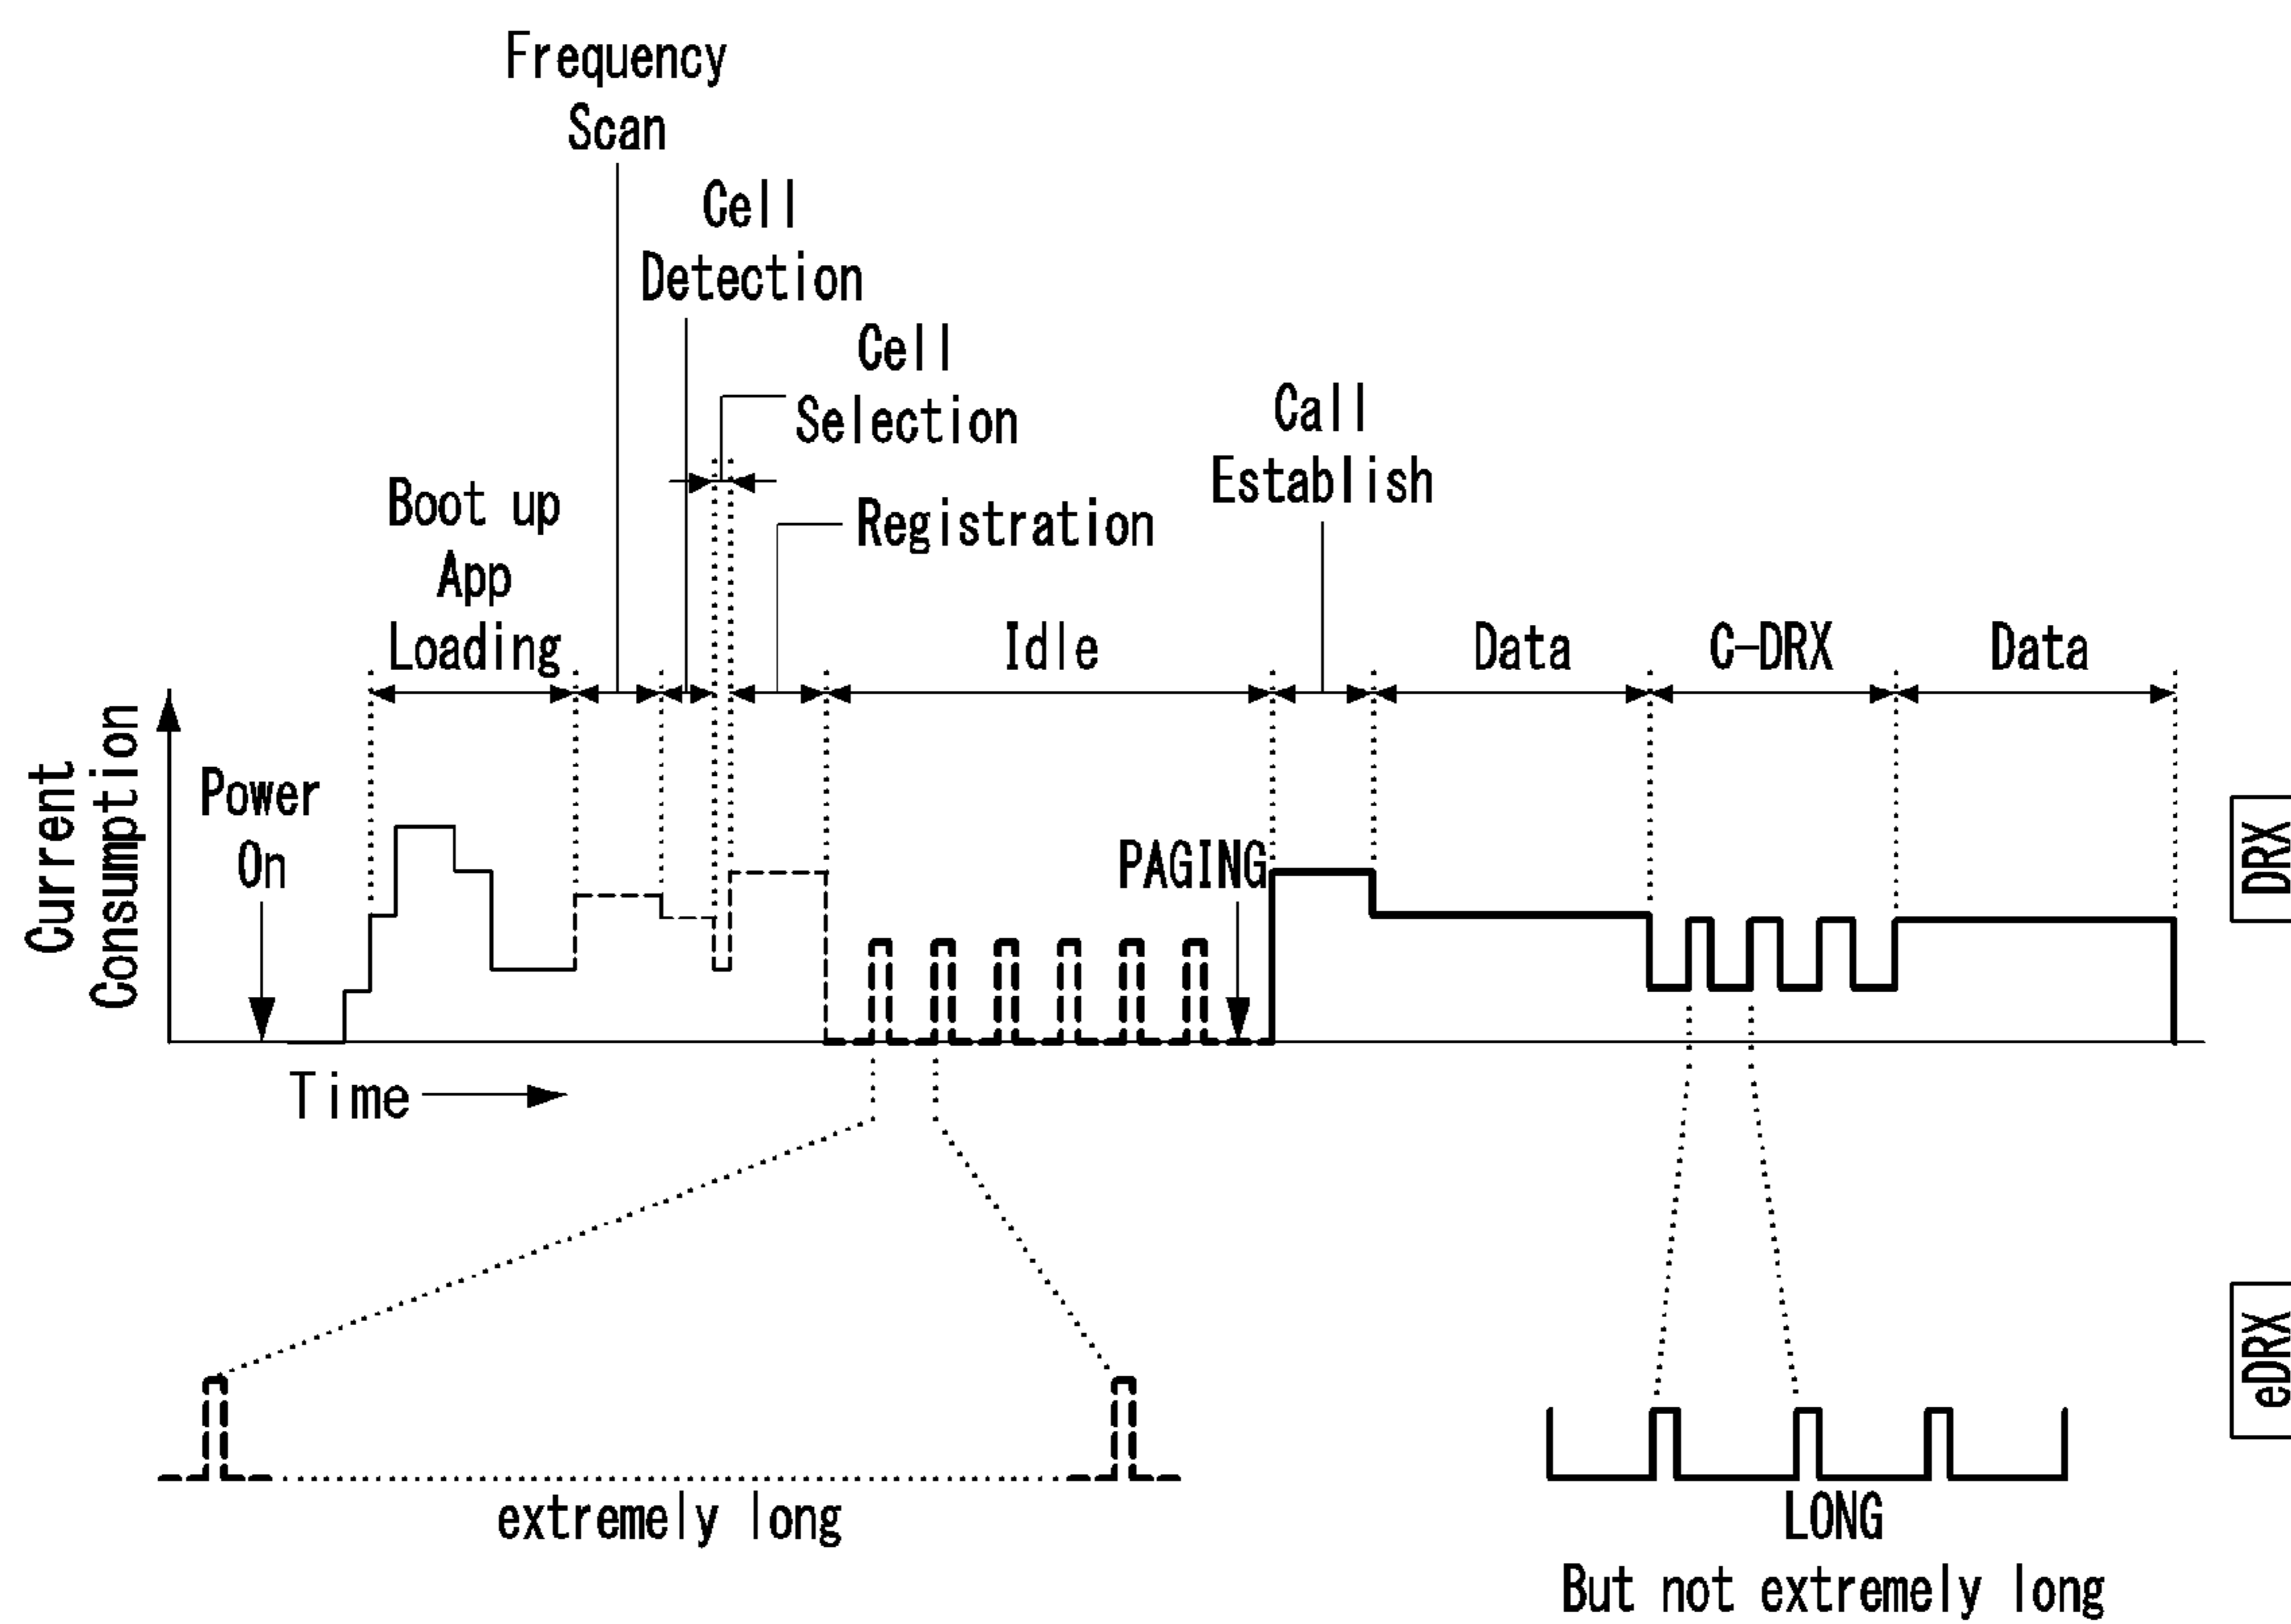 Frequency
Scan
Cell
Detection
Cell
Selection
Call
Establish
Boot up
App
Loading
Registration
Idle
Data
C-DRX
Data
Current
Consumption
Power
On
PAGING
DRX
Time
eDRX
extremely long
LONG
But not extremely long